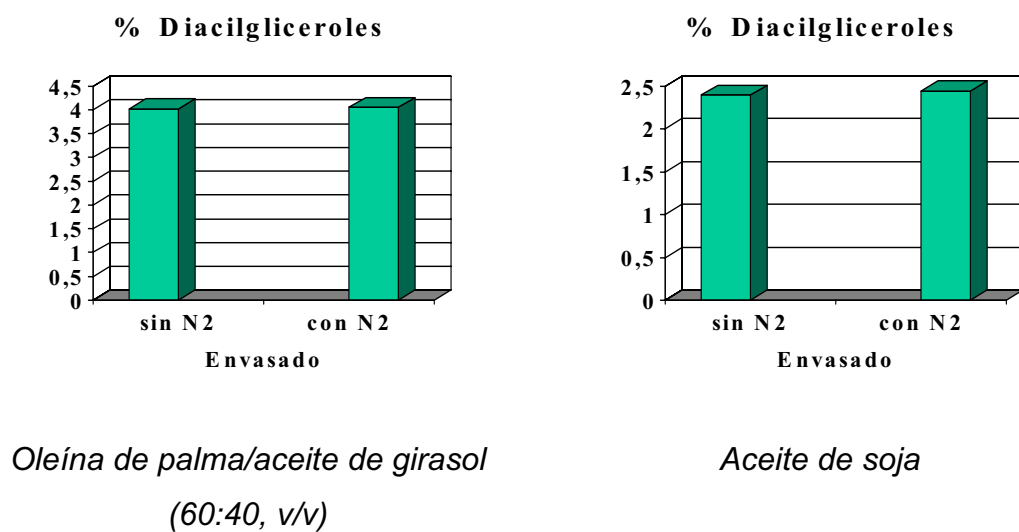 % Diacilgliceroles
4,5
4
3,5
3
2,5
2
1,5
1
0,5
0
sin N2 con N2
Envasado
Oleína de palma/aceite de girasol
(60:40, v/v)
% Diacilgliceroles
2,5
2
1,5
1
0,5
0
sin N2 con N2
Envasado
Aceite de soja